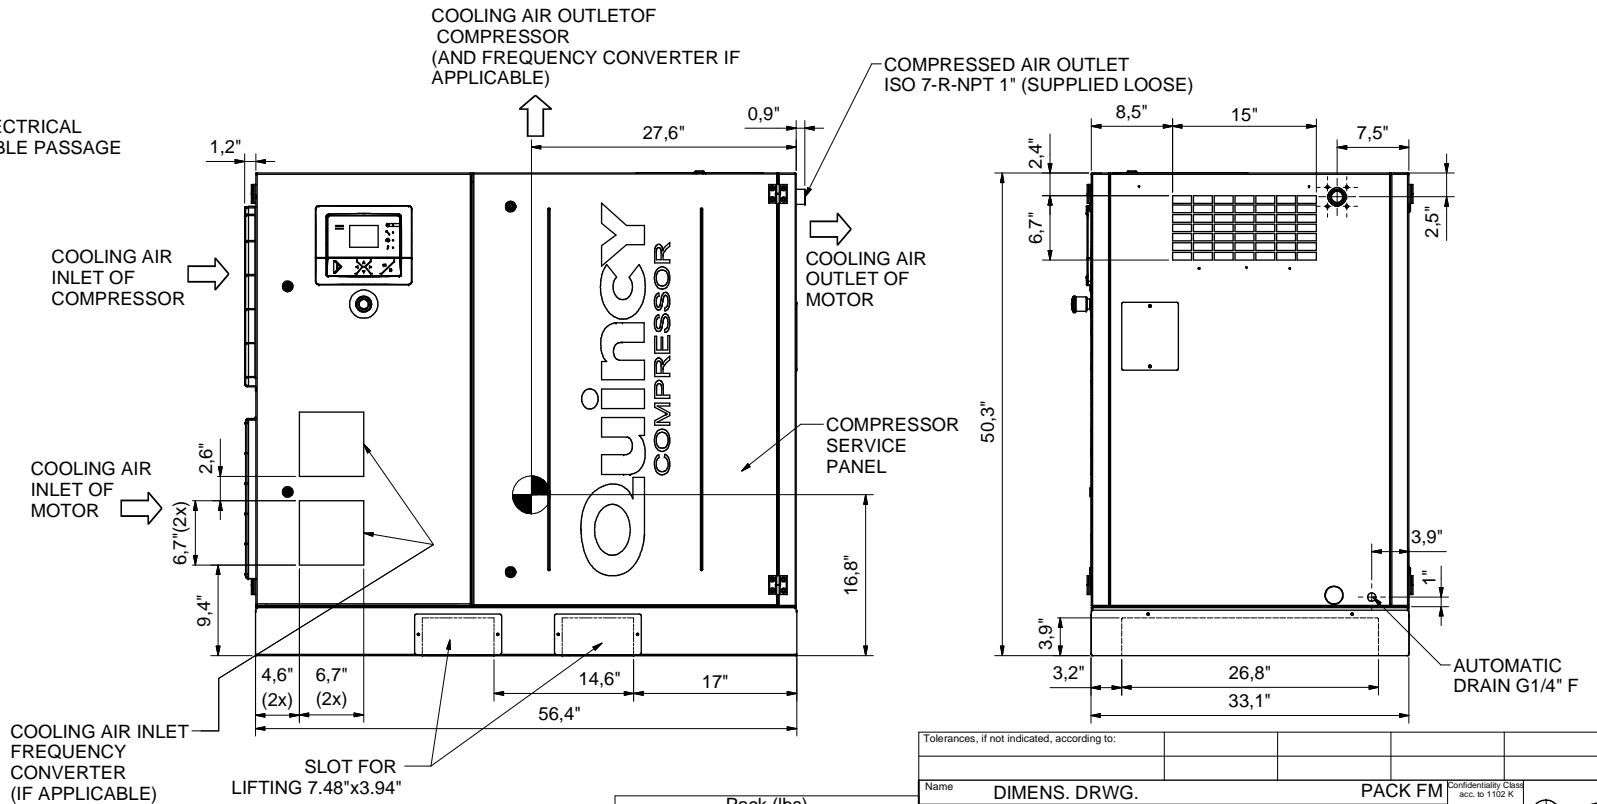 COOLING AIR OUTLETOF
COMPRESSOR
(AND FREQUENCY CONVERTER IF
APPLICABLE)
COMPRESSED AIR OUTLET
ISO 7-R-NPT 1" (SUPPLIED LOOSE)
ECTRICAL
BLE PASSAGE
1,2"
27,6"
0,9"
8,5"
15"
7,5"
2,4"
6,7"
2,5"
COOLING AIR
INLET OF
COMPRESSOR
COOLING AIR
OUTLET OF
MOTOR
Quincy
COMPRESSOR
50,3"
COMPRESSOR
SERVICE
PANEL
COOLING AIR
INLET OF
MOTOR
2,6"
6,7"(2x)
9,4"
16,8"
3,9"
1"
3,9"
4,6"
(2x)
6,7"
(2x)
14,6"
17"
56,4"
3,2"
26,8"
33,1"
AUTOMATIC
DRAIN G1/4" F
COOLING AIR INLET
FREQUENCY
CONVERTER
(IF APPLICABLE)
SLOT FOR
LIFTING 7.48"x3.94"
Tolerances, if not indicated, according to:
Name
DIMENS. DRWG.
PACK FM
Confidentiality Class
acc. to 1102 K
Pack (lbs)